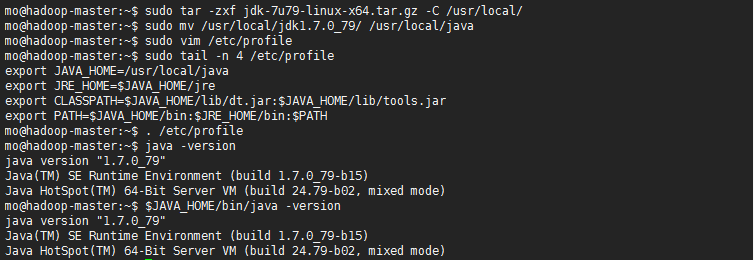 mo@hadoop-master:~$ sudo tar -zxf jdk-7u79-linux-x64.tar.gz -C /usr/local/
mo@hadoop-master:~$ sudo mv /usr/local/jdk1.7.0_79/ /usr/local/java
mo@hadoop-master:~$ sudo vim /etc/profile
mo@hadoop-master:~$ sudo tail -n 4 /etc/profile
export JAVA_HOME=/usr/local/java
export JRE_HOME=$JAVA_HOME/jre
export CLASSPATH=$JAVA_HOME/lib/dt.jar:$JAVA_HOME/lib/tools.jar
export PATH=$JAVA_HOME/bin:$JRE_HOME/bin:$PATH
mo@hadoop-master:~$ . /etc/profile
mo@hadoop-master:~$ java -version
java version "1.7.0_79"
Java(TM) SE Runtime Environment (build 1.7.0_79-b15)
Java HotSpot(TM) 64-Bit Server VM (build 24.79-b02, mixed mode)
mo@hadoop-master:~$ $JAVA_HOME/bin/java -version
java version "1.7.0_79"
Java(TM) SE Runtime Environment (build 1.7.0_79-b15)
Java HotSpot(TM) 64-Bit Server VM (build 24.79-b02, mixed mode)